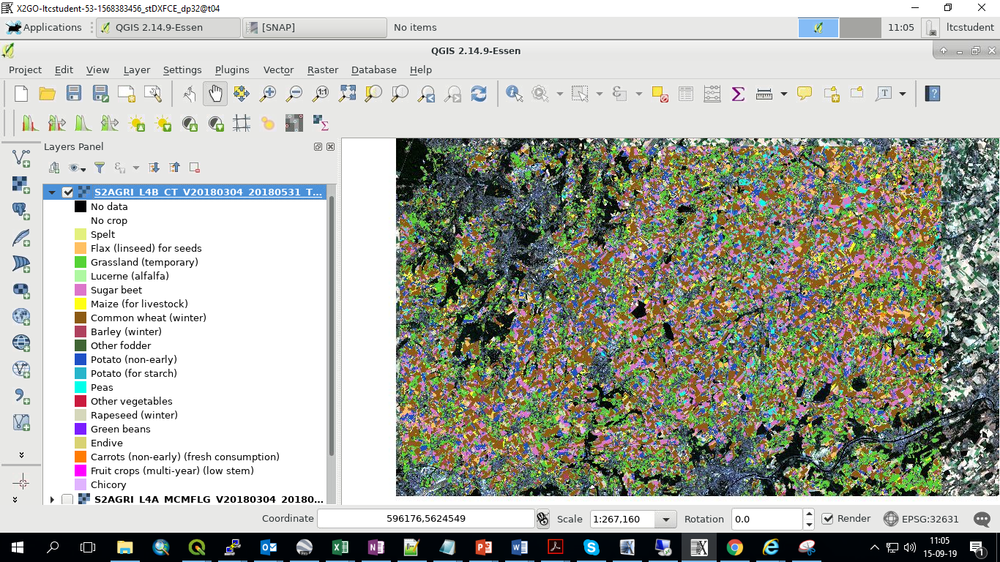 X2GO-ltcstudent-53-1568383456_stDXFCE_dp32@t04
Applications QGIS 2.14.9-Essen [SNAP] No items 11:05 ltcstudent
QGIS 2.14.9-Essen
Project Edit View Layer Settings Plugins Vector Raster Database Help
Layers Panel
S2AGRI_L4B_CT_V20180304_20180531_T...
No data
No crop
Spelt
Flax (linseed) for seeds
Grassland (temporary)
Lucerne (alfalfa)
Sugar beet
Maize (for livestock)
Common wheat (winter)
Barley (winter)
Other fodder
Potato (non-early)
Potato (for starch)
Peas
Other vegetables
Rapeseed (winter)
Green beans
Endive
Carrots (non-early) (fresh consumption)
Fruit crops (multi-year) (low stem)
Chicory
S2AGRI_L4A_MCMFLG_V20180304_20180...
Coordinate 596176,5624549 Scale 1:267,160 Rotation 0.0 Render EPSG:32631
11:05
15-09-19